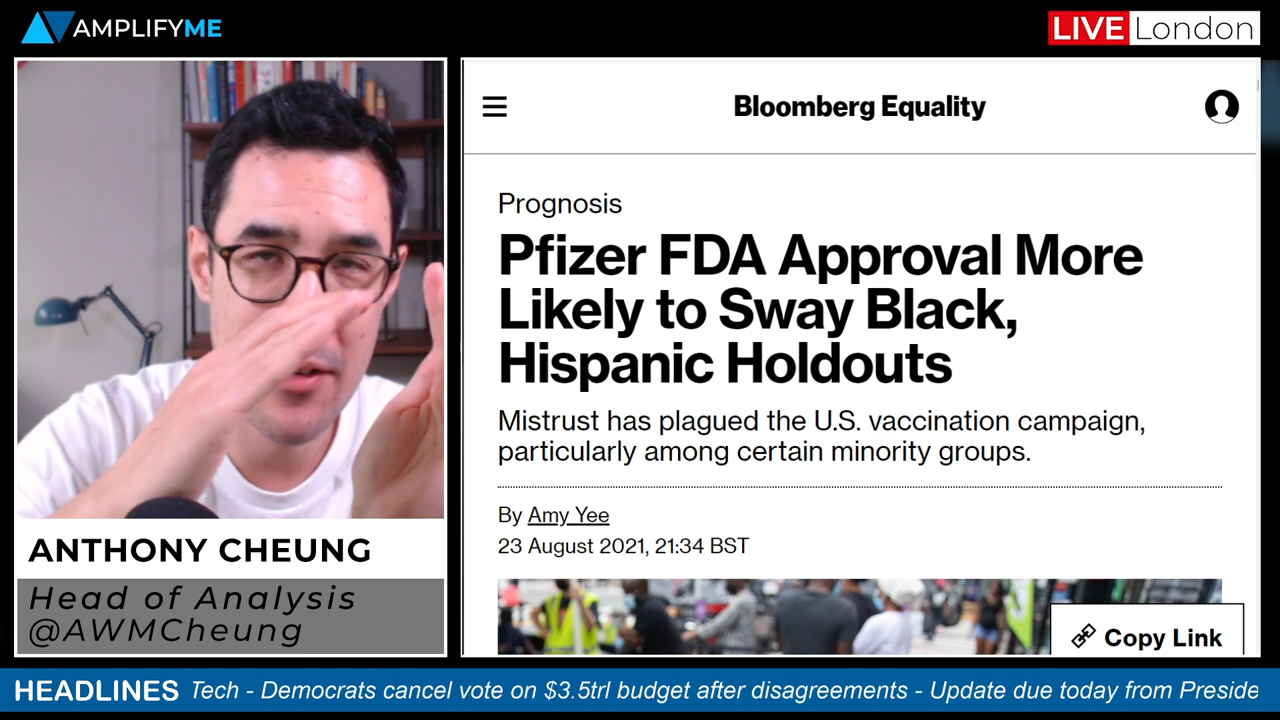 AMPLIFYME
LIVE London
Bloomberg Equality
Prognosis
Pfizer FDA Approval More
Likely to Sway Black,
Hispanic Holdouts
Mistrust has plagued the U.S. vaccination campaign,
particularly among certain minority groups.
By Amy Yee
23 August 2021, 21:34 BST
Copy Link
ANTHONY CHEUNG
Head of Analysis
@AWMCheung
HEADLINES Tech - Democrats cancel vote on $3.5trl budget after disagreements - Update due today from Preside